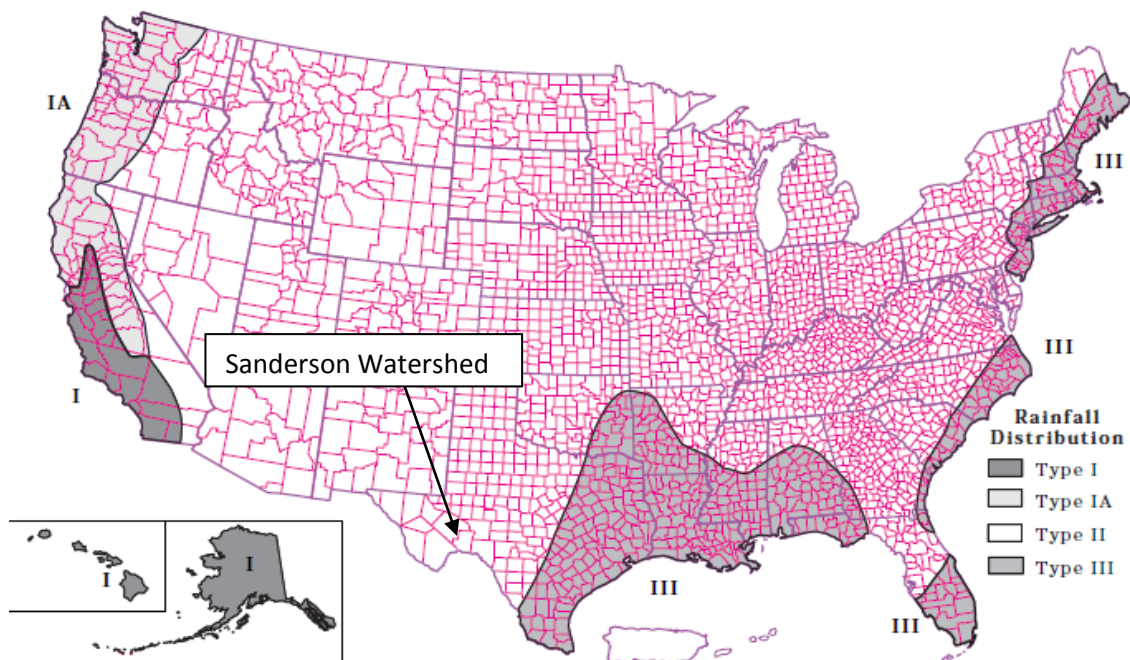 IA
III
Sanderson Watershed
III
I
Rainfall
Distribution
Type I
Type IA
Type II
Type III
I
I
III
III